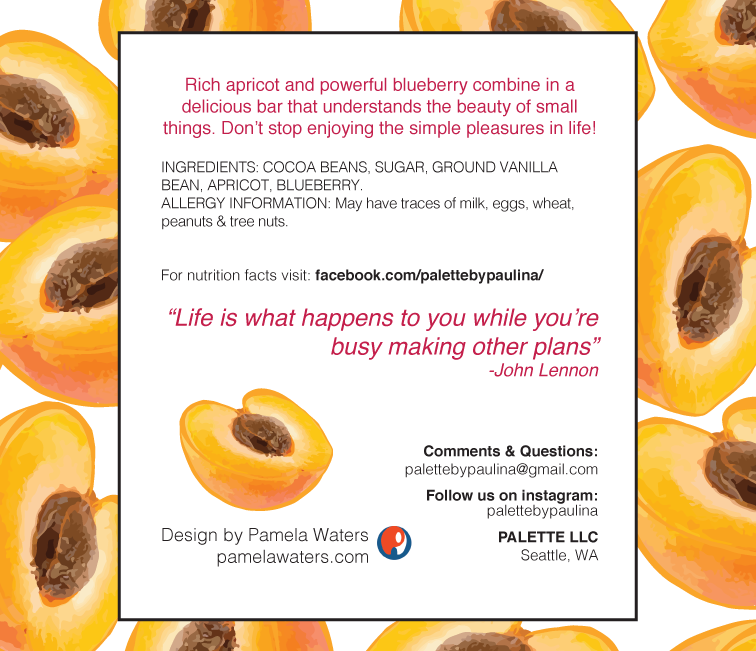 Rich apricot and powerful blueberry combine in a
delicious bar that understands the beauty of small
things. Don’t stop enjoying the simple pleasures in life!
INGREDIENTS: COCOA BEANS, SUGAR, GROUND VANILLA
BEAN, APRICOT, BLUEBERRY.
ALLERGY INFORMATION: May have traces of milk, eggs, wheat,
peanuts & tree nuts.
For nutrition facts visit: facebook.com/palettebypaulina/
“Life is what happens to you while you’re
busy making other plans”
-John Lennon
Comments & Questions:
palettebypaulina@gmail.com
Follow us on instagram:
palettebypaulina
PALETTE LLC
Seattle, WA
Design by Pamela Waters
pamelawaters.com